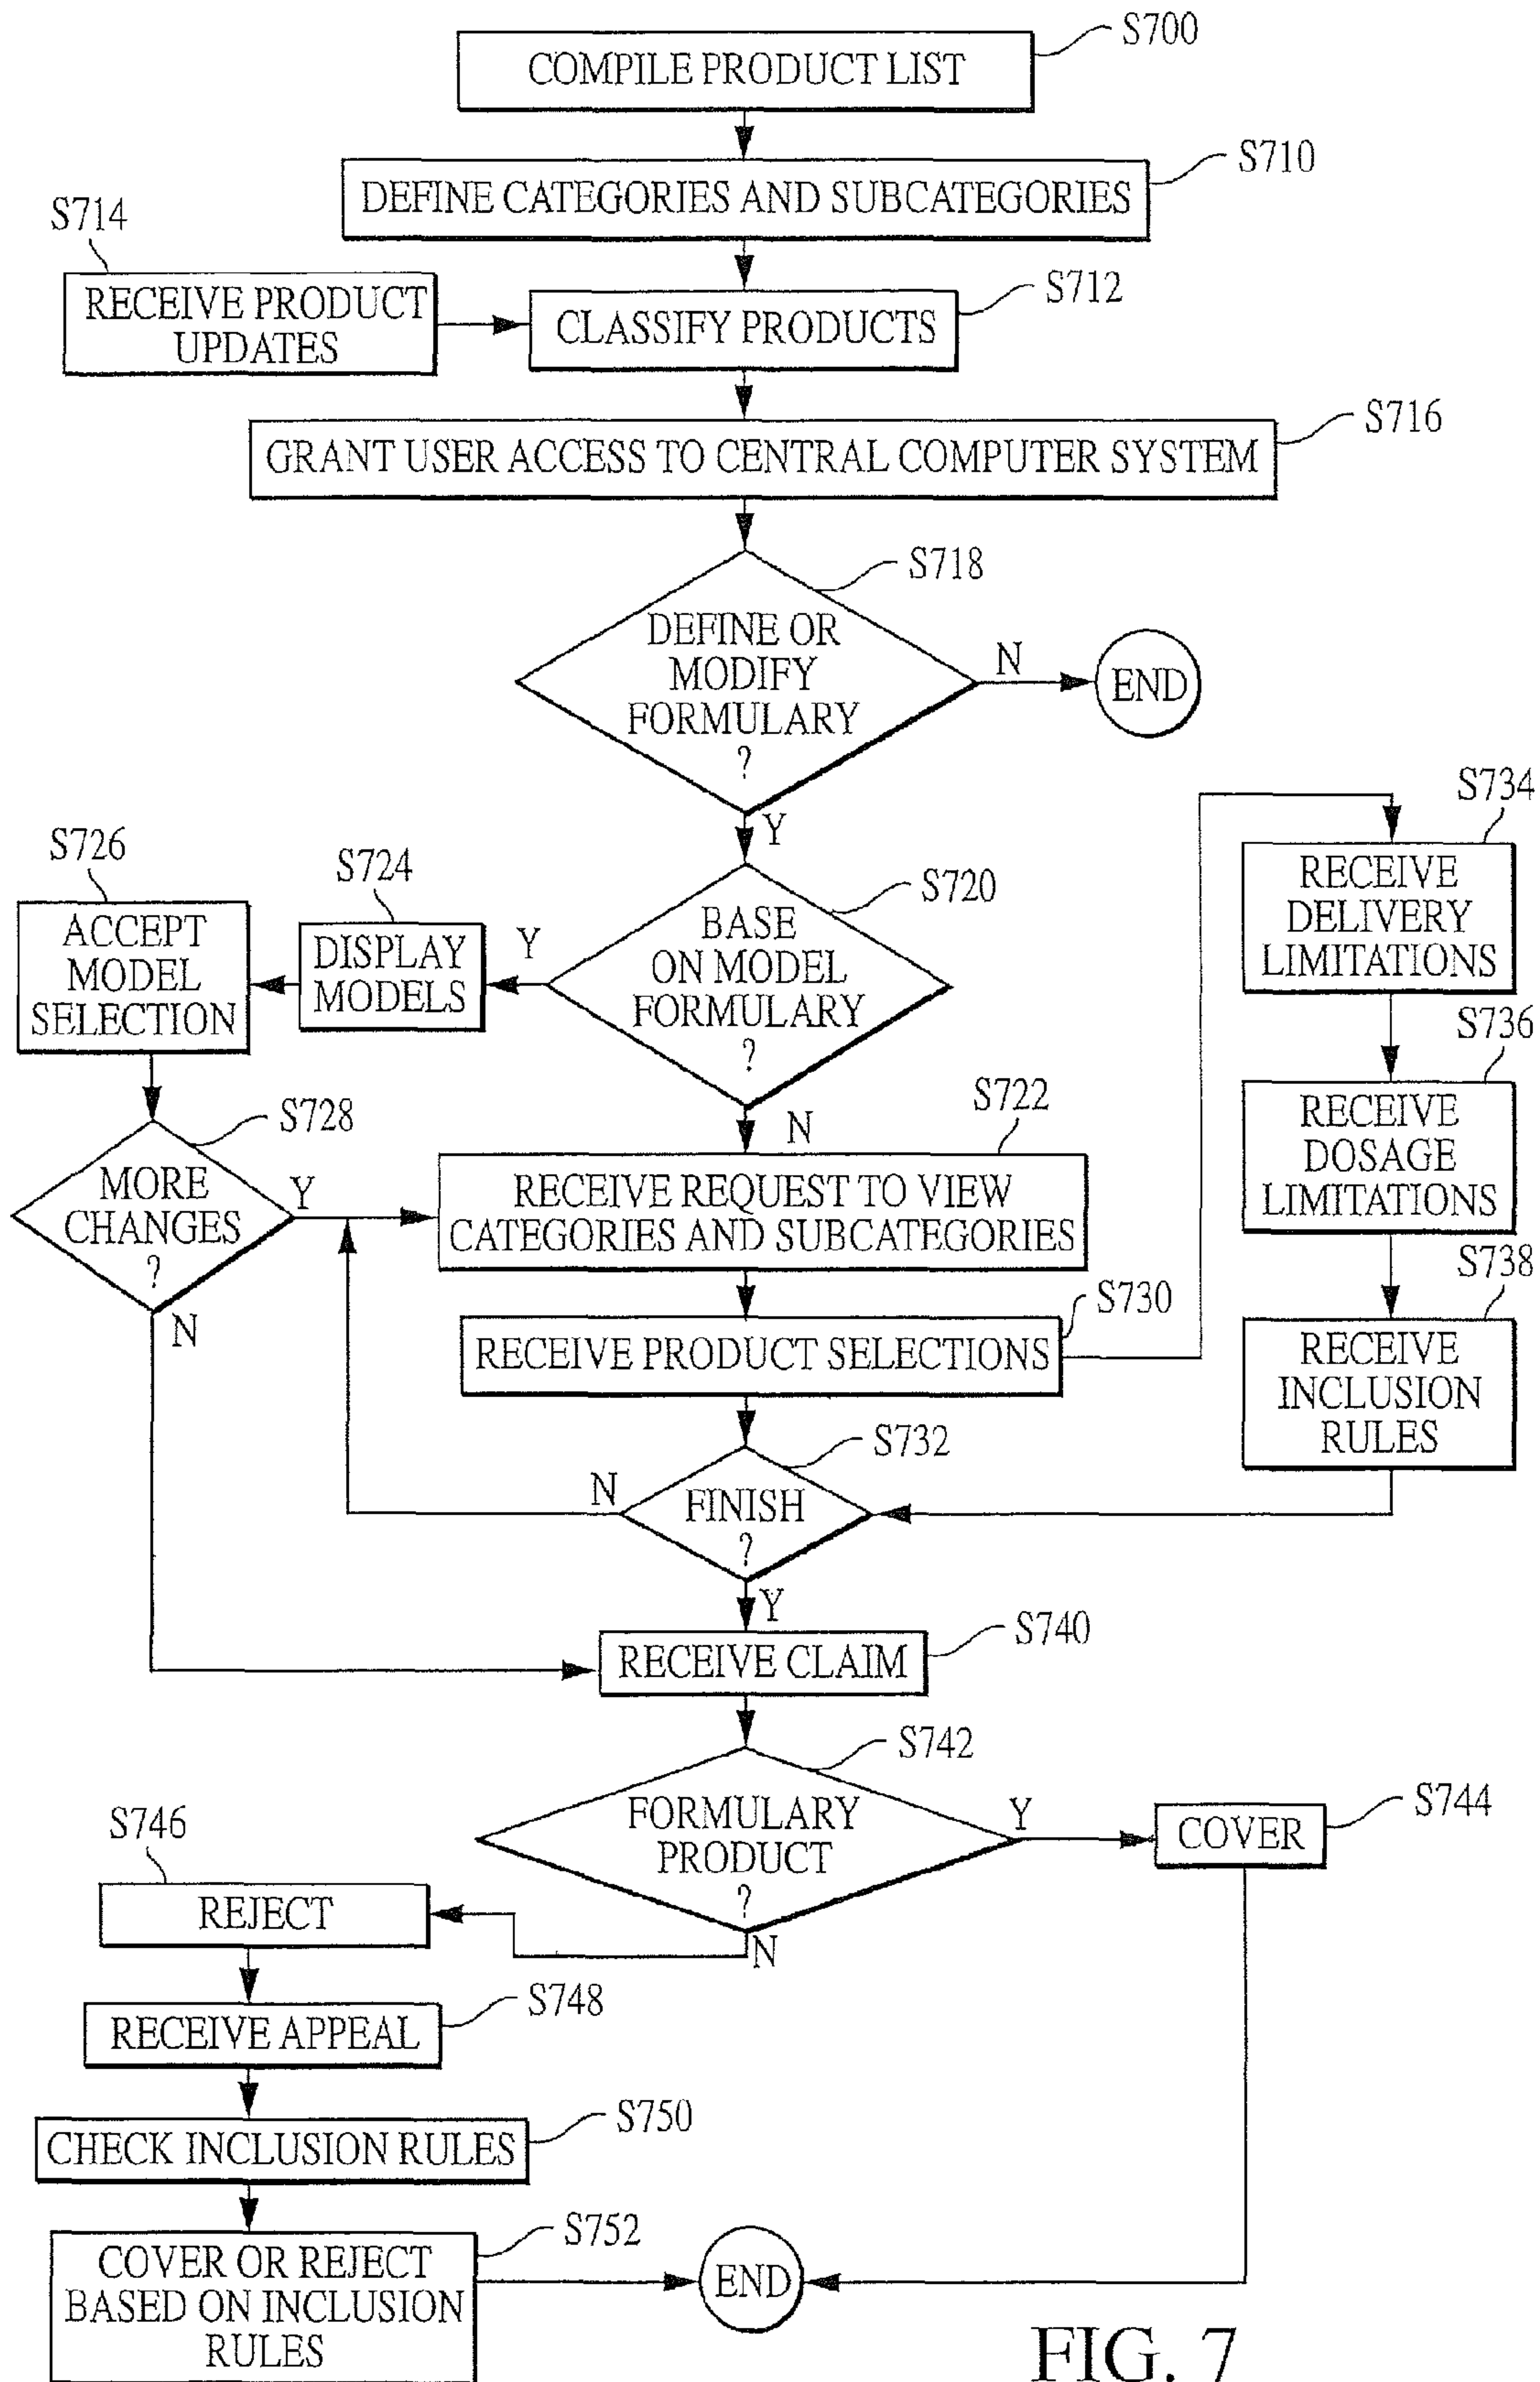 S700
COMPILE PRODUCT LIST
S710
DEFINE CATEGORIES AND SUBCATEGORIES
S714
RECEIVE PRODUCT
UPDATES
S712
CLASSIFY PRODUCTS
S716
GRANT USER ACCESS TO CENTRAL COMPUTER SYSTEM
S718
DEFINE OR
MODIFY
FORMULARY
?
N
END
Y
S720
BASE
ON MODEL
FORMULARY
?
Y
S724
DISPLAY
MODELS
S726
ACCEPT
MODEL
SELECTION
S728
MORE
CHANGES
?
Y
N
N
S722
RECEIVE REQUEST TO VIEW
CATEGORIES AND SUBCATEGORIES
S730
RECEIVE PRODUCT SELECTIONS
S734
RECEIVE
DELIVERY
LIMITATIONS
S736
RECEIVE
DOSAGE
LIMITATIONS
S738
RECEIVE
INCLUSION
RULES
S732
FINISH
?
N
Y
S740
RECEIVE CLAIM
S742
FORMULARY
PRODUCT
?
Y
S744
COVER
N
S746
REJECT
S748
RECEIVE APPEAL
S750
CHECK INCLUSION RULES
S752
COVER OR REJECT
BASED ON INCLUSION
RULES
END
FIG. 7